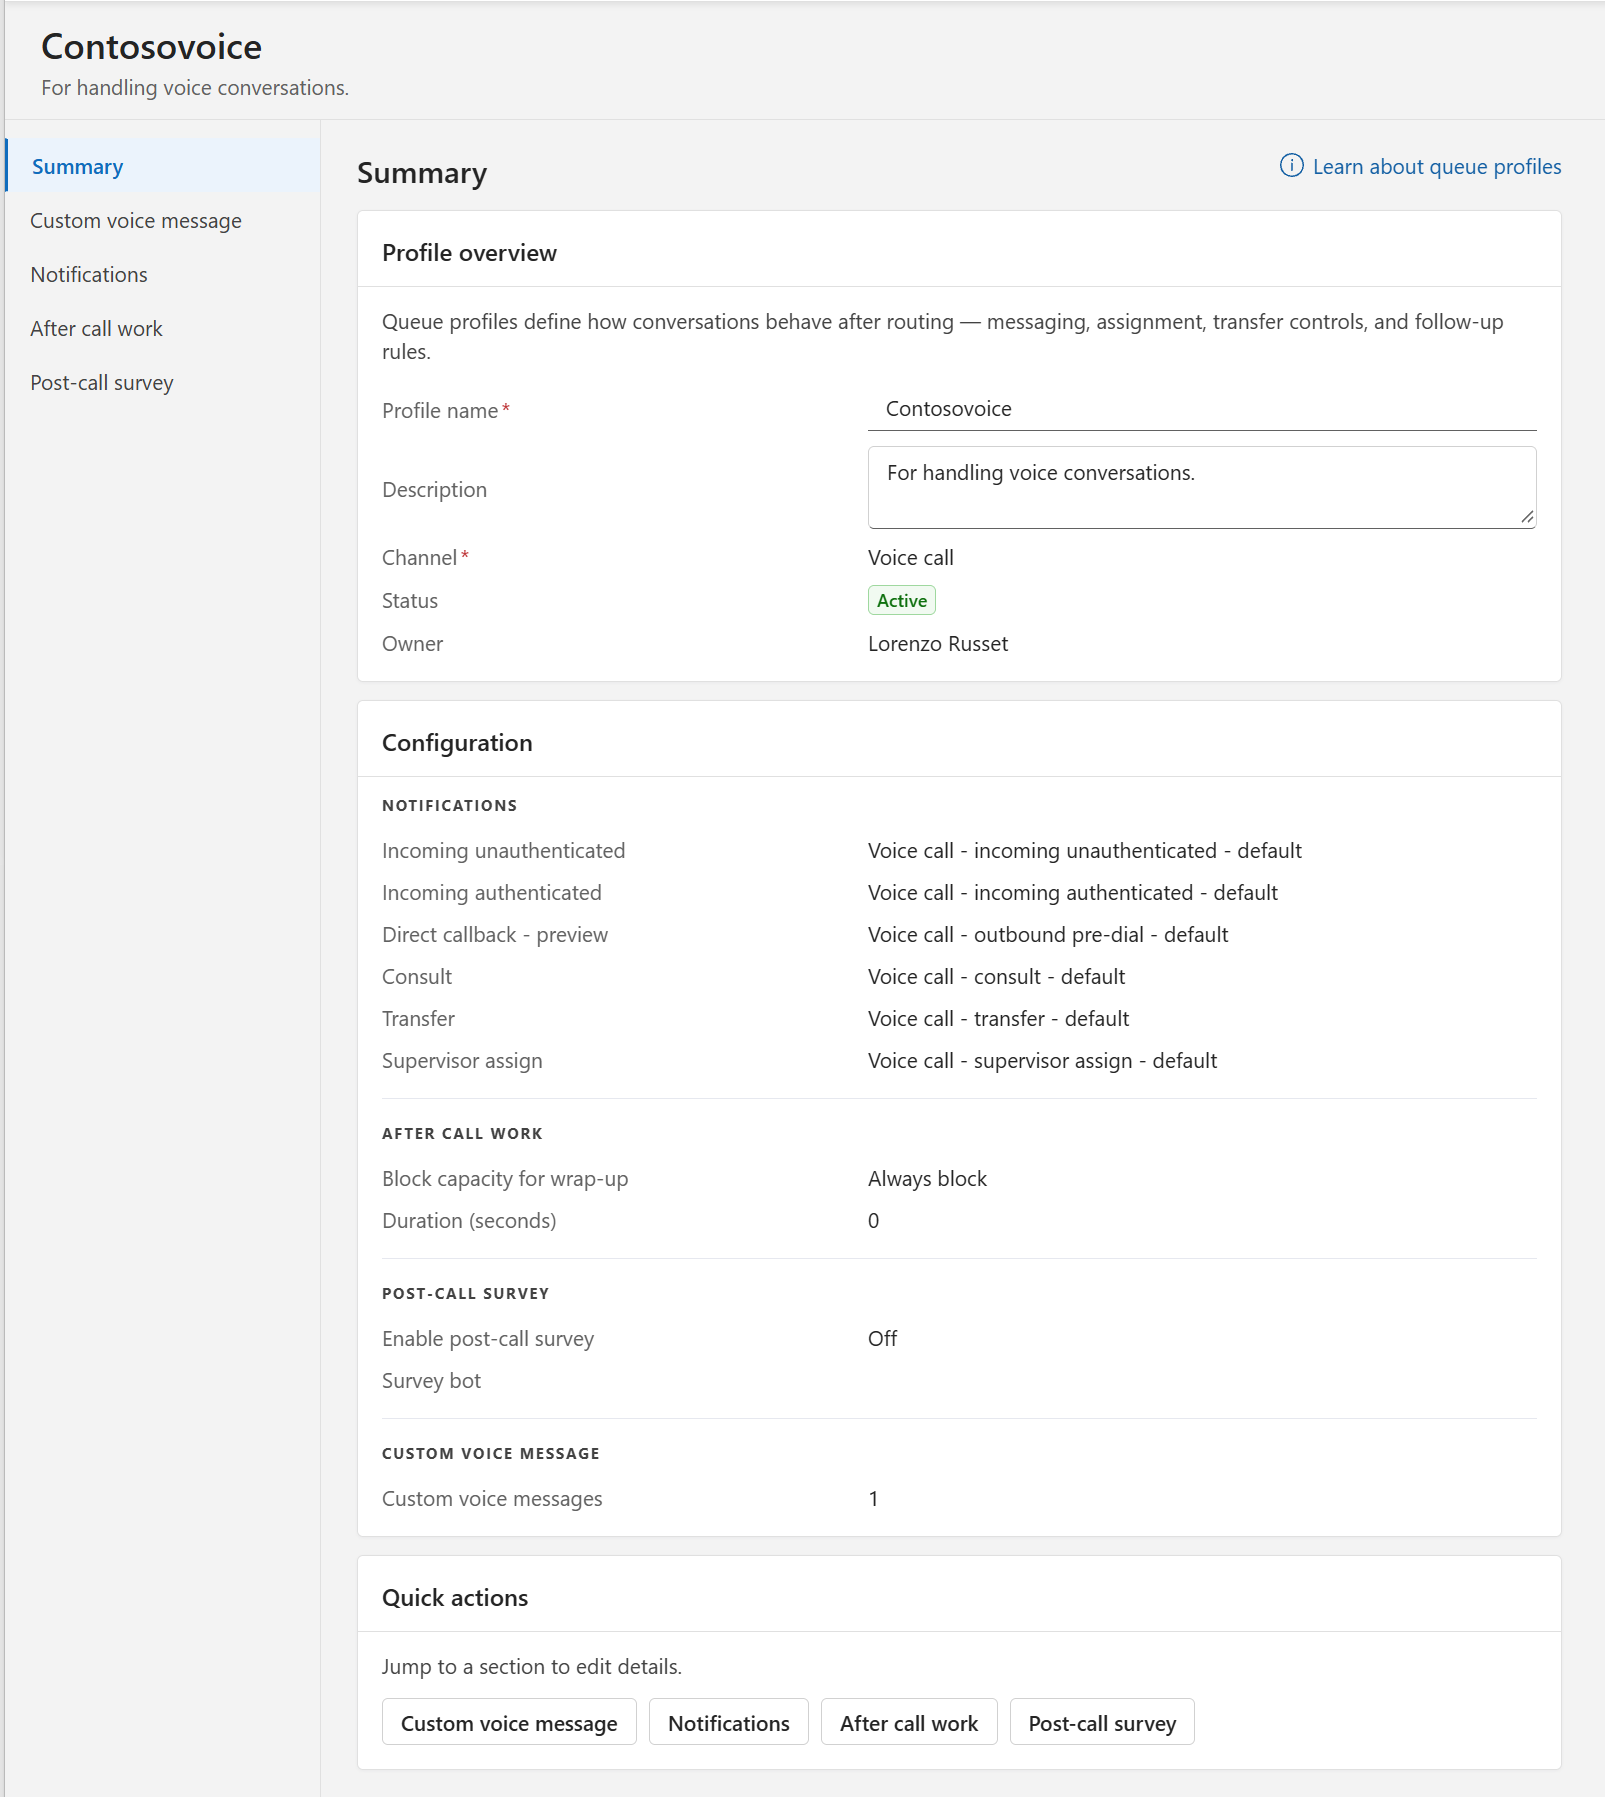 Contosovoice
For handling voice conversations.
Summary
Custom voice message
Notifications
After call work
Post-call survey
Summary
Learn about queue profiles
Profile overview
Queue profiles define how conversations behave after routing — messaging, assignment, transfer controls, and follow-up
rules.
Profile name* Contosovoice
Description For handling voice conversations.
Channel* Voice call
Status Active
Owner Lorenzo Russet
Configuration
NOTIFICATIONS
Incoming unauthenticated Voice call - incoming unauthenticated - default
Incoming authenticated Voice call - incoming authenticated - default
Direct callback - preview Voice call - outbound pre-dial - default
Consult Voice call - consult - default
Transfer Voice call - transfer - default
Supervisor assign Voice call - supervisor assign - default
AFTER CALL WORK
Block capacity for wrap-up Always block
Duration (seconds) 0
POST-CALL SURVEY
Enable post-call survey Off
Survey bot
CUSTOM VOICE MESSAGE
Custom voice messages 1
Quick actions
Jump to a section to edit details.
Custom voice message Notifications After call work Post-call survey